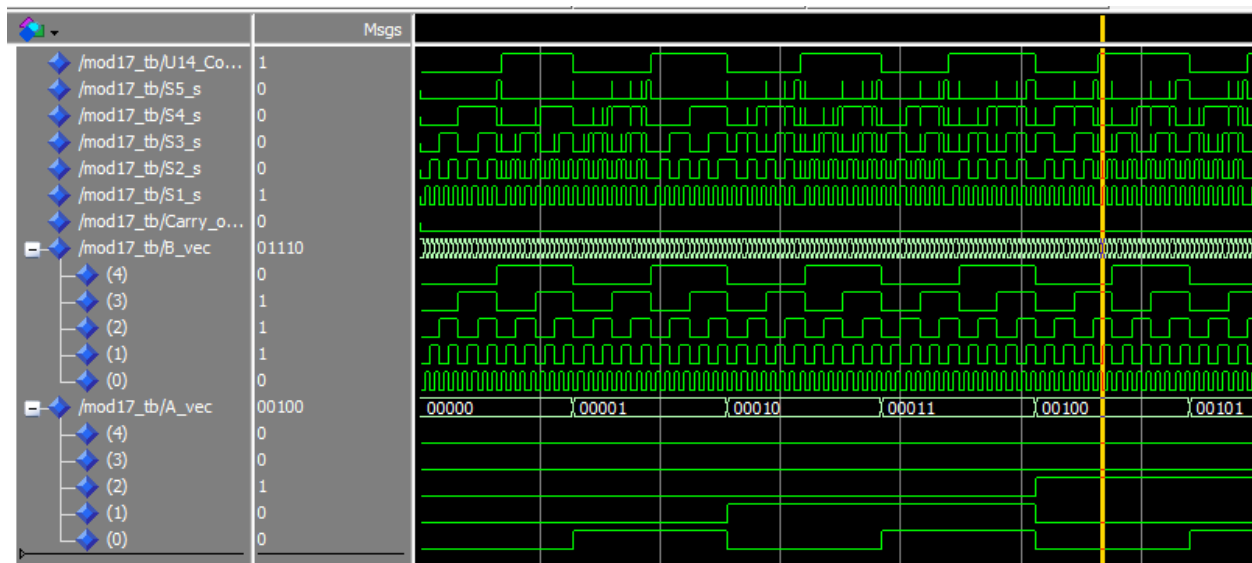 Msgs
/mod17_tb/U14_Co... 1
/mod17_tb/S5_s 0
/mod17_tb/S4_s 0
/mod17_tb/S3_s 0
/mod17_tb/S2_s 0
/mod17_tb/S1_s 1
/mod17_tb/Carry_o... 0
/mod17_tb/B_vec 01110
(4) 0
(3) 1
(2) 1
(1) 1
(0) 0
/mod17_tb/A_vec 00100 00000 00001 00010 00011 00100 00101
(4) 0
(3) 0
(2) 1
(1) 0
(0) 0